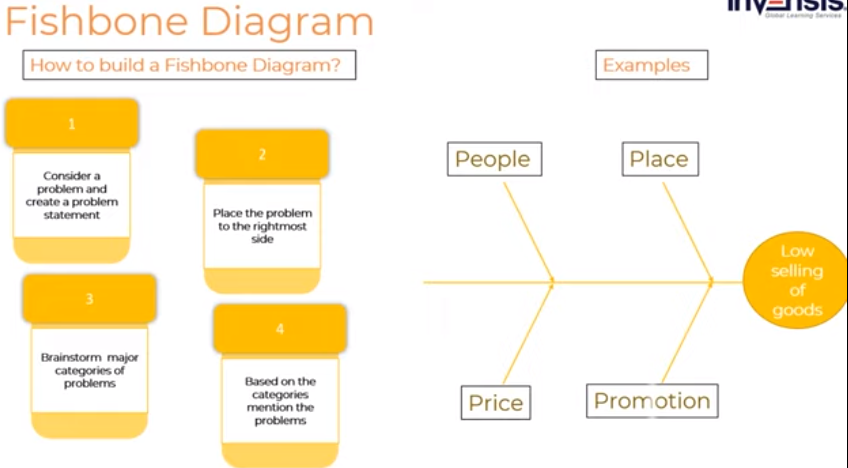 Fishbone Diagram
invensis
Global Learning Services
How to build a Fishbone Diagram?
Examples
1
Consider a
problem and
create a problem
statement
2
Place the problem
to the rightmost
side
3
Brainstorm major
categories of
problems
4
Based on the
categories
mention the
problems
People
Place
Low
selling
of
goods
Price
Promotion